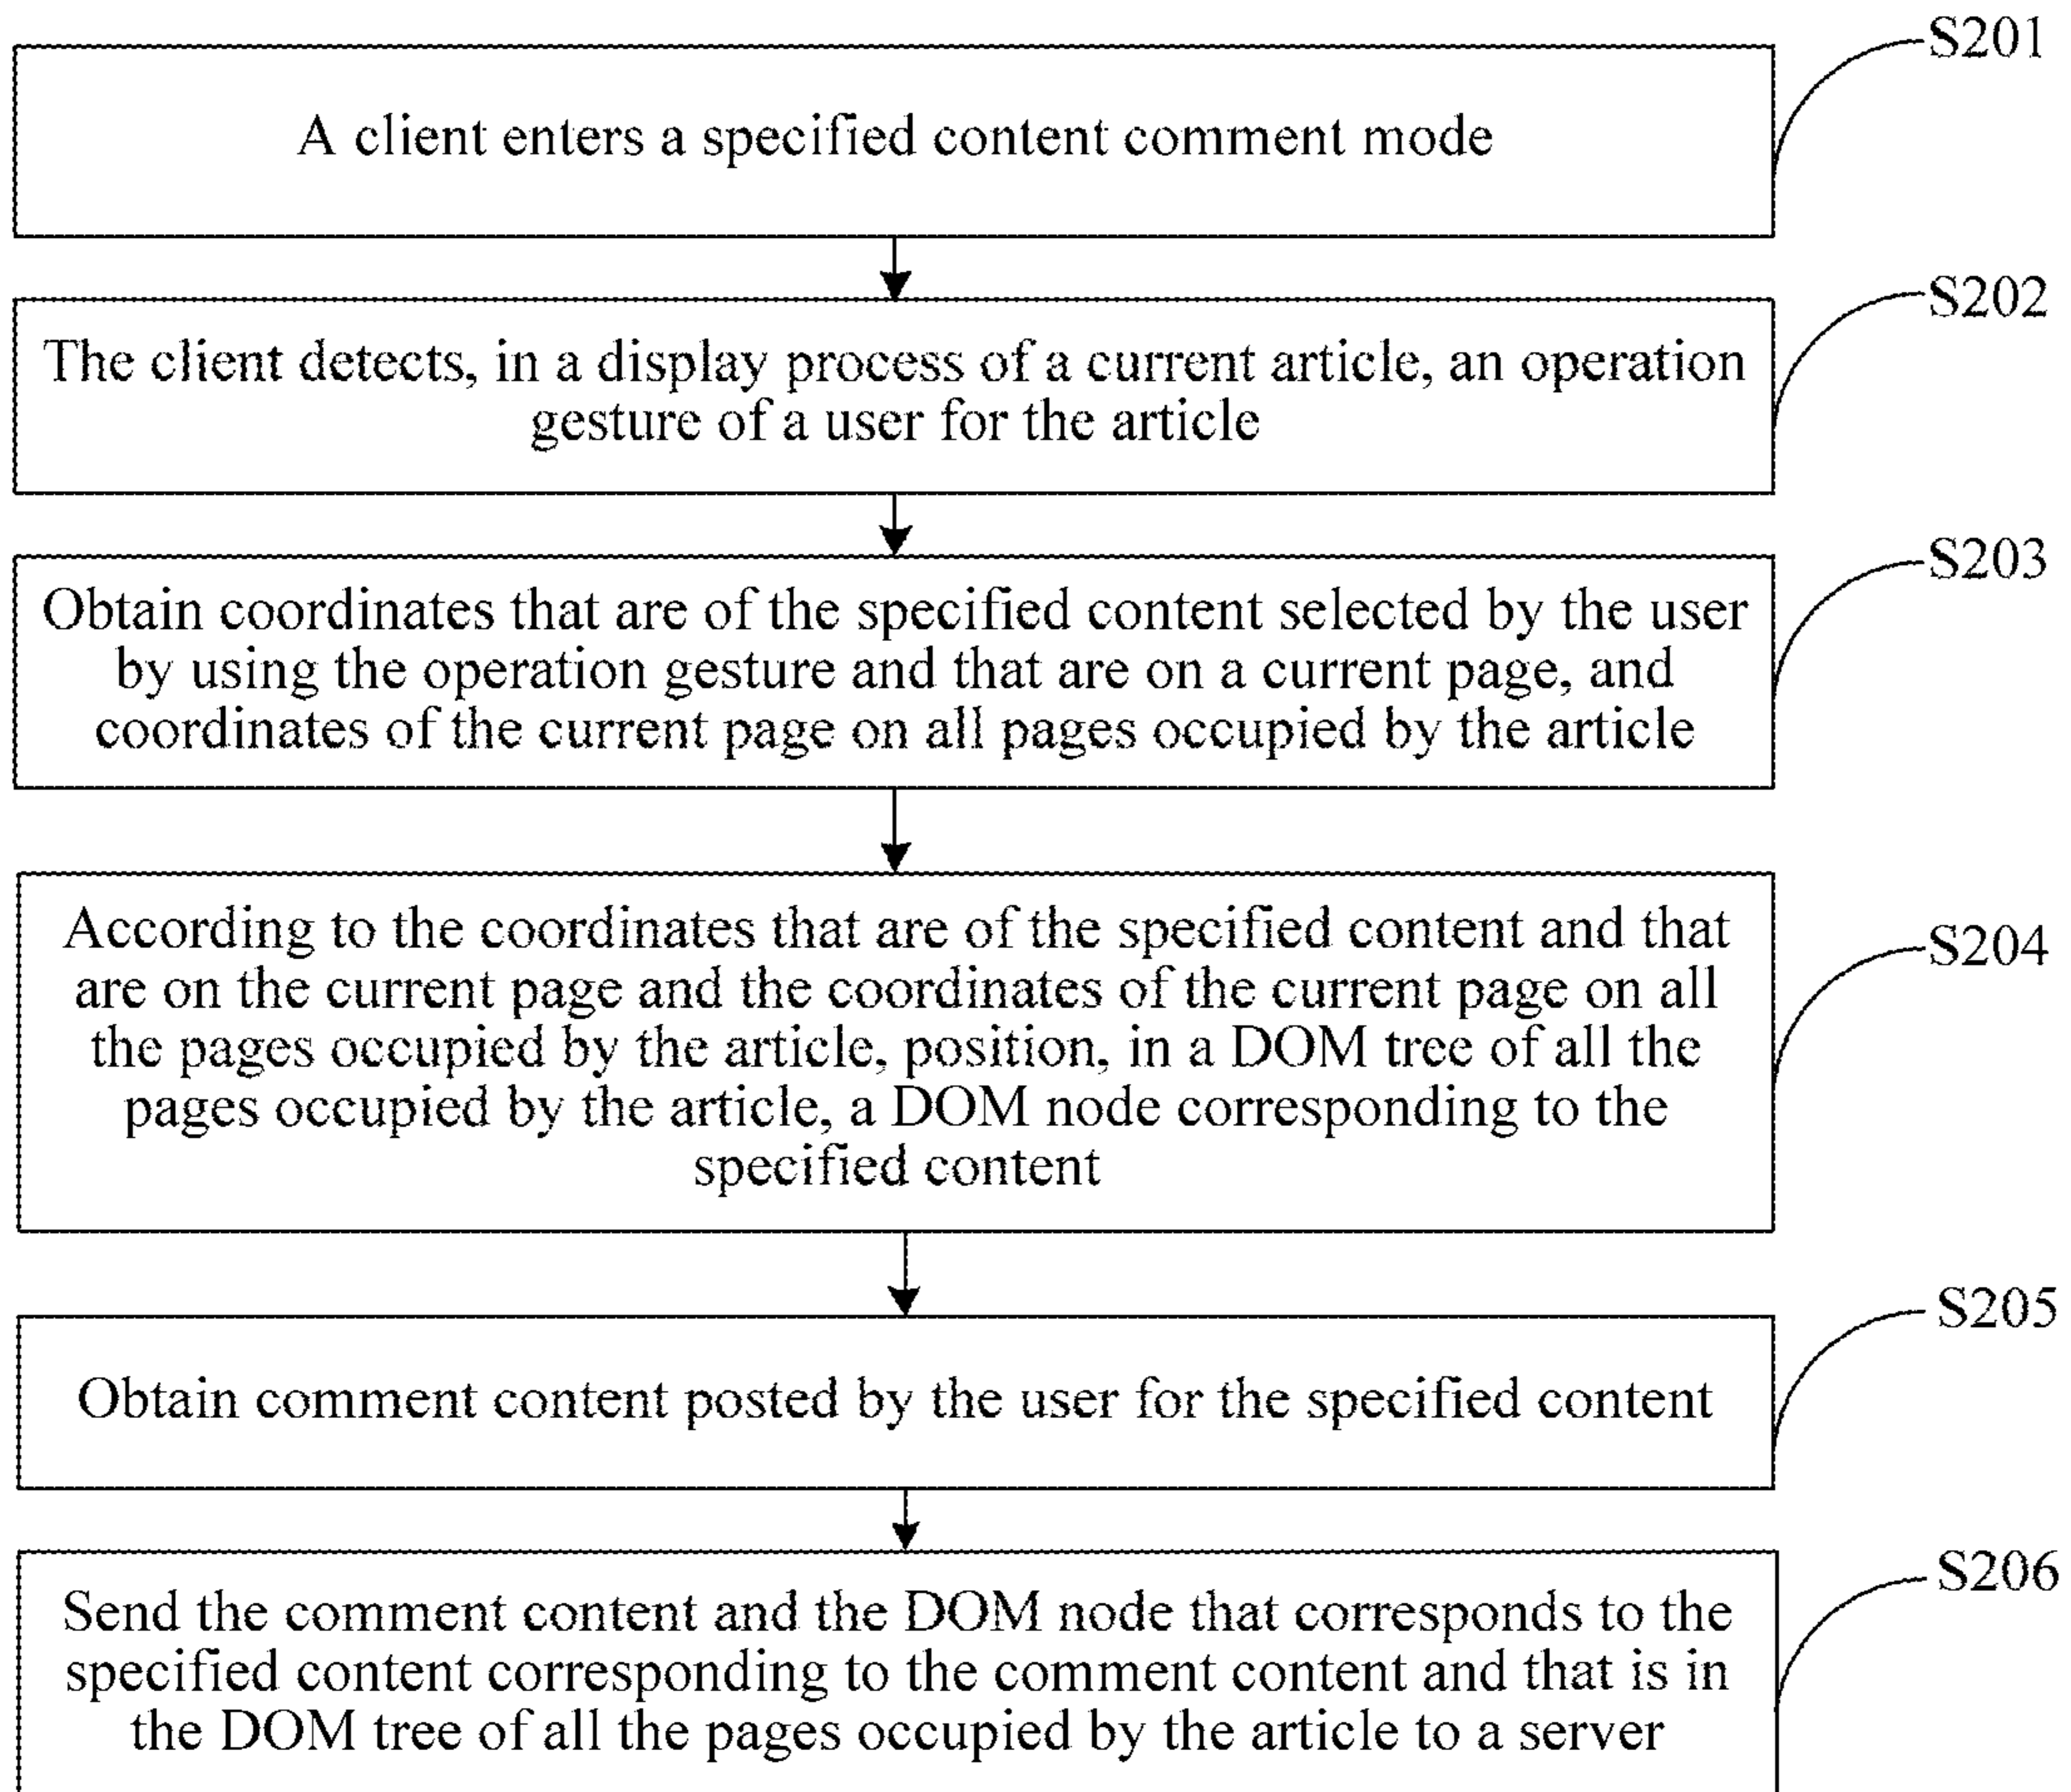 S201
A client enters a specified content comment mode
S202
The client detects, in a display process of a current article, an operation
gesture of a user for the article
S203
Obtain coordinates that are of the specified content selected by the user
by using the operation gesture and that are on a current page, and
coordinates of the current page on all pages occupied by the article
S204
According to the coordinates that are of the specified content and that
are on the current page and the coordinates of the current page on all
the pages occupied by the article, position, in a DOM tree of all the
pages occupied by the article, a DOM node corresponding to the
specified content
S205
Obtain comment content posted by the user for the specified content
S206
Send the comment content and the DOM node that corresponds to the
specified content corresponding to the comment content and that is in
the DOM tree of all the pages occupied by the article to a server